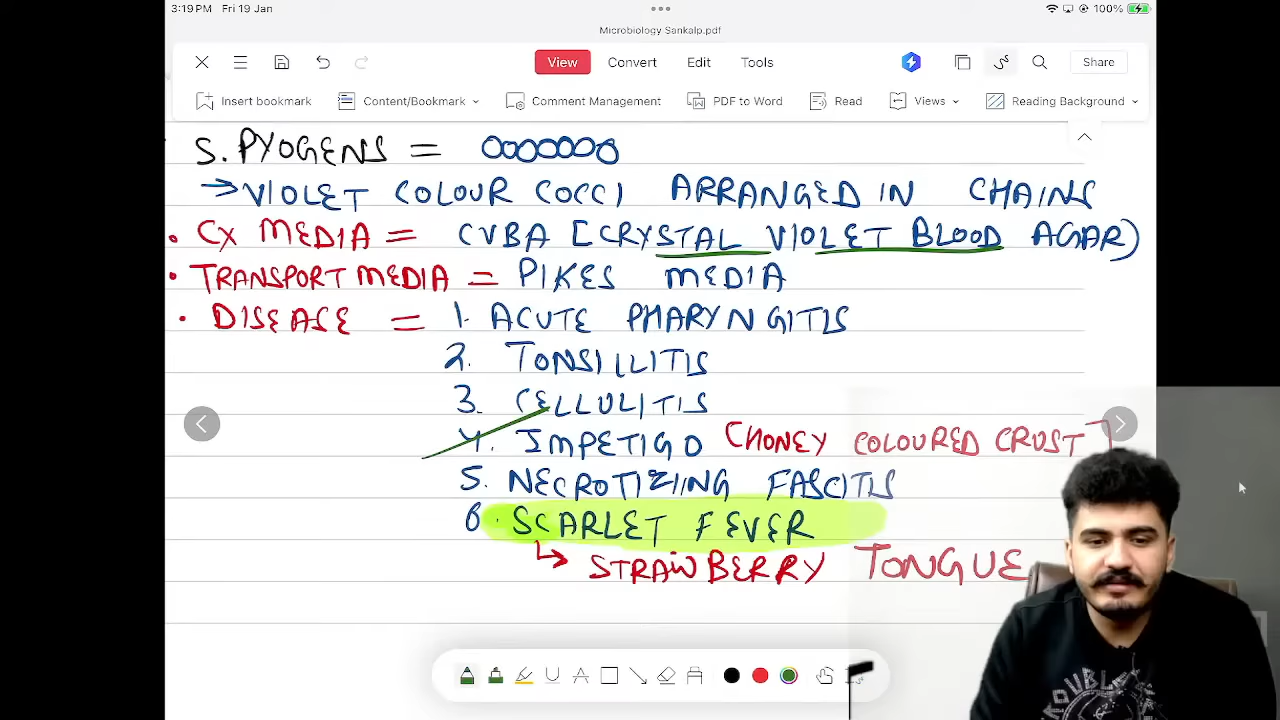 3:19 PM Fri 19 Jan
100%
Microbiology Sankalp.pdf
View Convert Edit Tools Share
Insert bookmark Content/Bookmark Comment Management PDF to Word Read Views Reading Background
S. PYOGENS =
→ VIOLET COLOUR COCCI ARRANGED IN CHAINS
• CX MEDIA = CVBA [CRYSTAL VIOLET BLOOD AGAR)
• TRANSPORT MEDIA = PIKES MEDIA
• DISEASE = 1. ACUTE PHARYNGITIS
2. TONSILLITIS
3. CELLULITIS
4. IMPETIGO (HONEY COLOURED CRUST]
5. NECROTIZING FASCITIS
6. SCARLET FEVER
↳ STRAWBERRY TONGUE